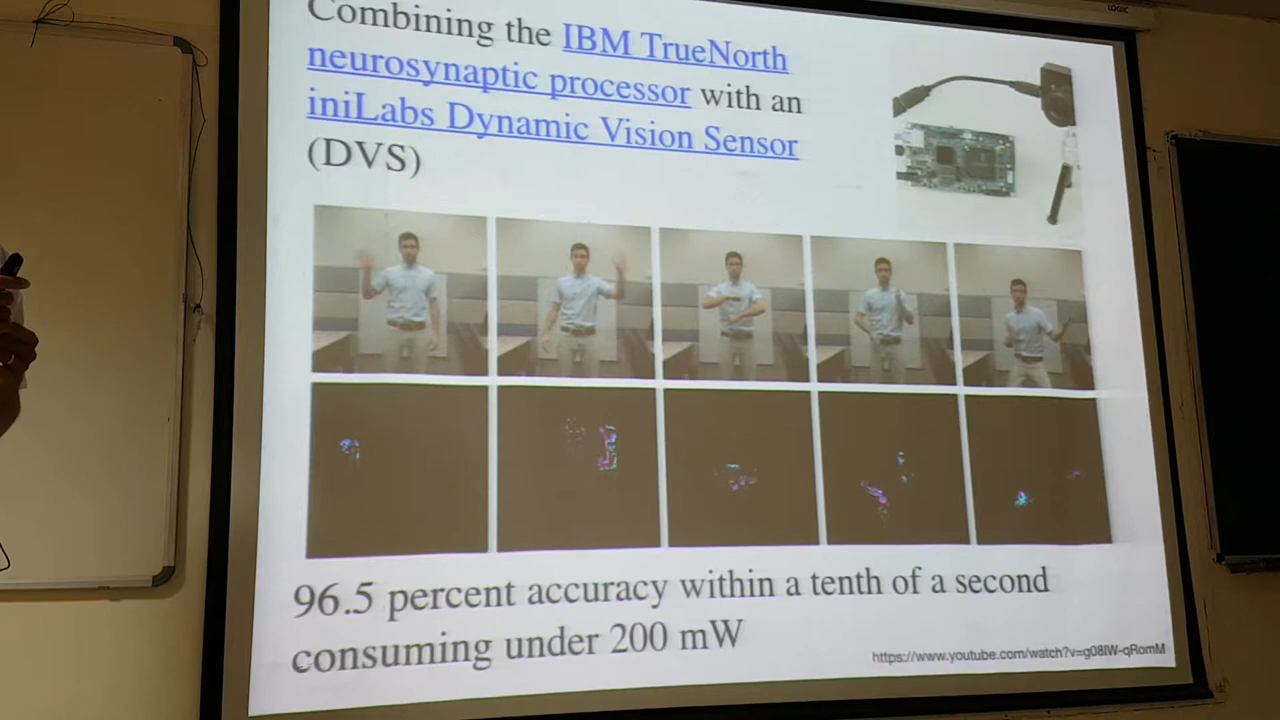 LOGIC
Combining the IBM TrueNorth
neurosynaptic processor with an
iniLabs Dynamic Vision Sensor
(DVS)
96.5 percent accuracy within a tenth of a second
consuming under 200 mW
https://www.youtube.com/watch?v=g08IW-qRomM